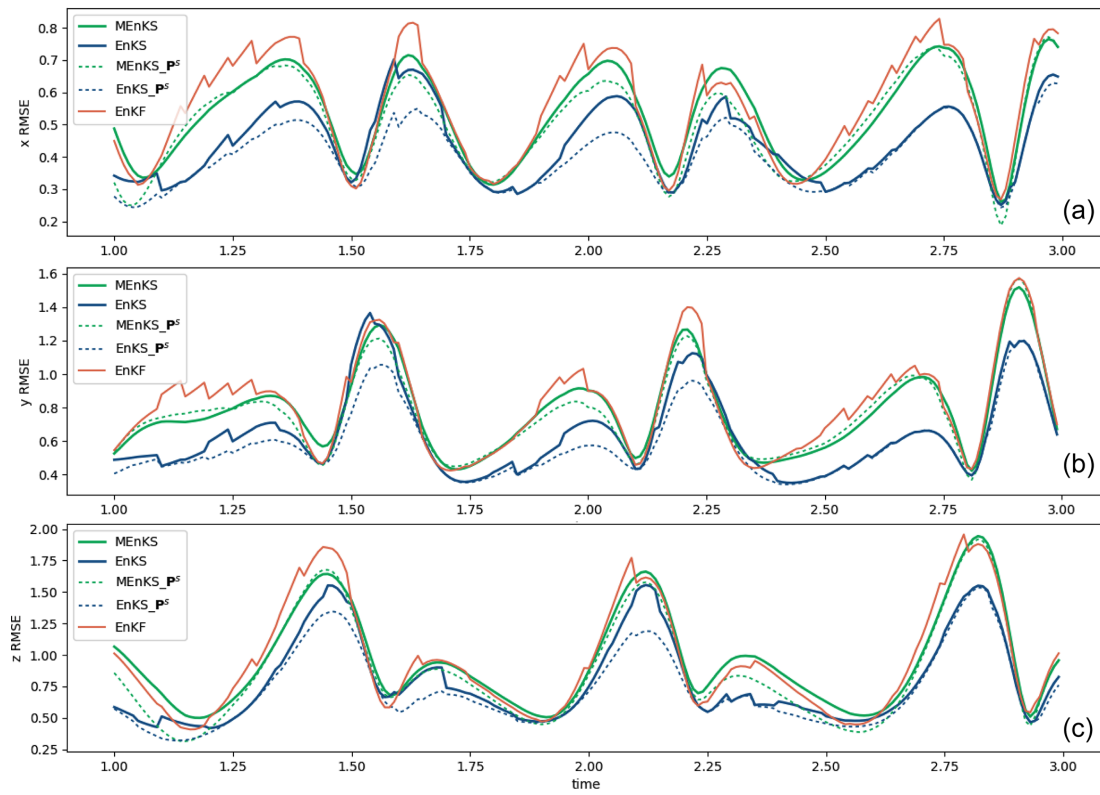 0.8
0.7
0.6
0.5
0.4
0.3
0.2
x RMSE
MEnKS
EnKS
MEnKS_P^s
EnKS_P^s
EnKF
(a)
1.00 1.25 1.50 1.75 2.00 2.25 2.50 2.75 3.00
1.6
1.4
1.2
1.0
0.8
0.6
0.4
y RMSE
MEnKS
EnKS
MEnKS_P^s
EnKS_P^s
EnKF
(b)
1.00 1.25 1.50 1.75 2.00 2.25 2.50 2.75 3.00
2.00
1.75
1.50
1.25
1.00
0.75
0.50
0.25
z RMSE
MEnKS
EnKS
MEnKS_P^s
EnKS_P^s
EnKF
(c)
1.00 1.25 1.50 1.75 2.00 2.25 2.50 2.75 3.00
time